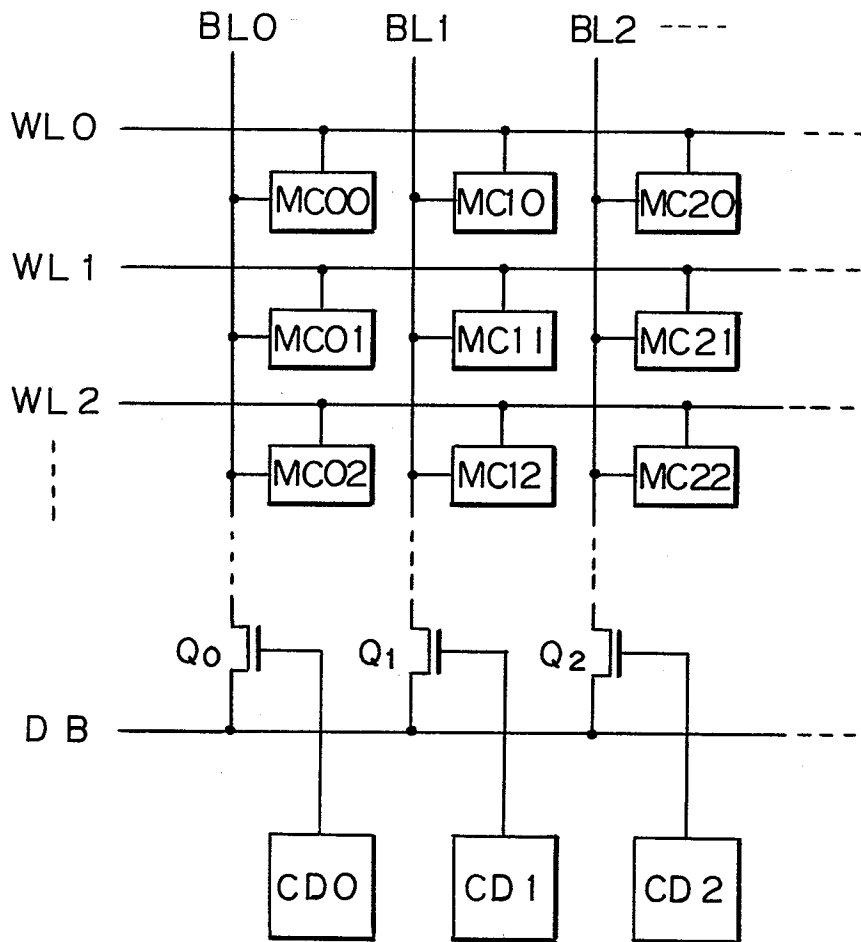 BL0 BL1 BL2
WL0
MC00 MC10 MC20
WL1
MC01 MC11 MC21
WL2
MC02 MC12 MC22
Q0 Q1 Q2
DB
CD0 CD1 CD2